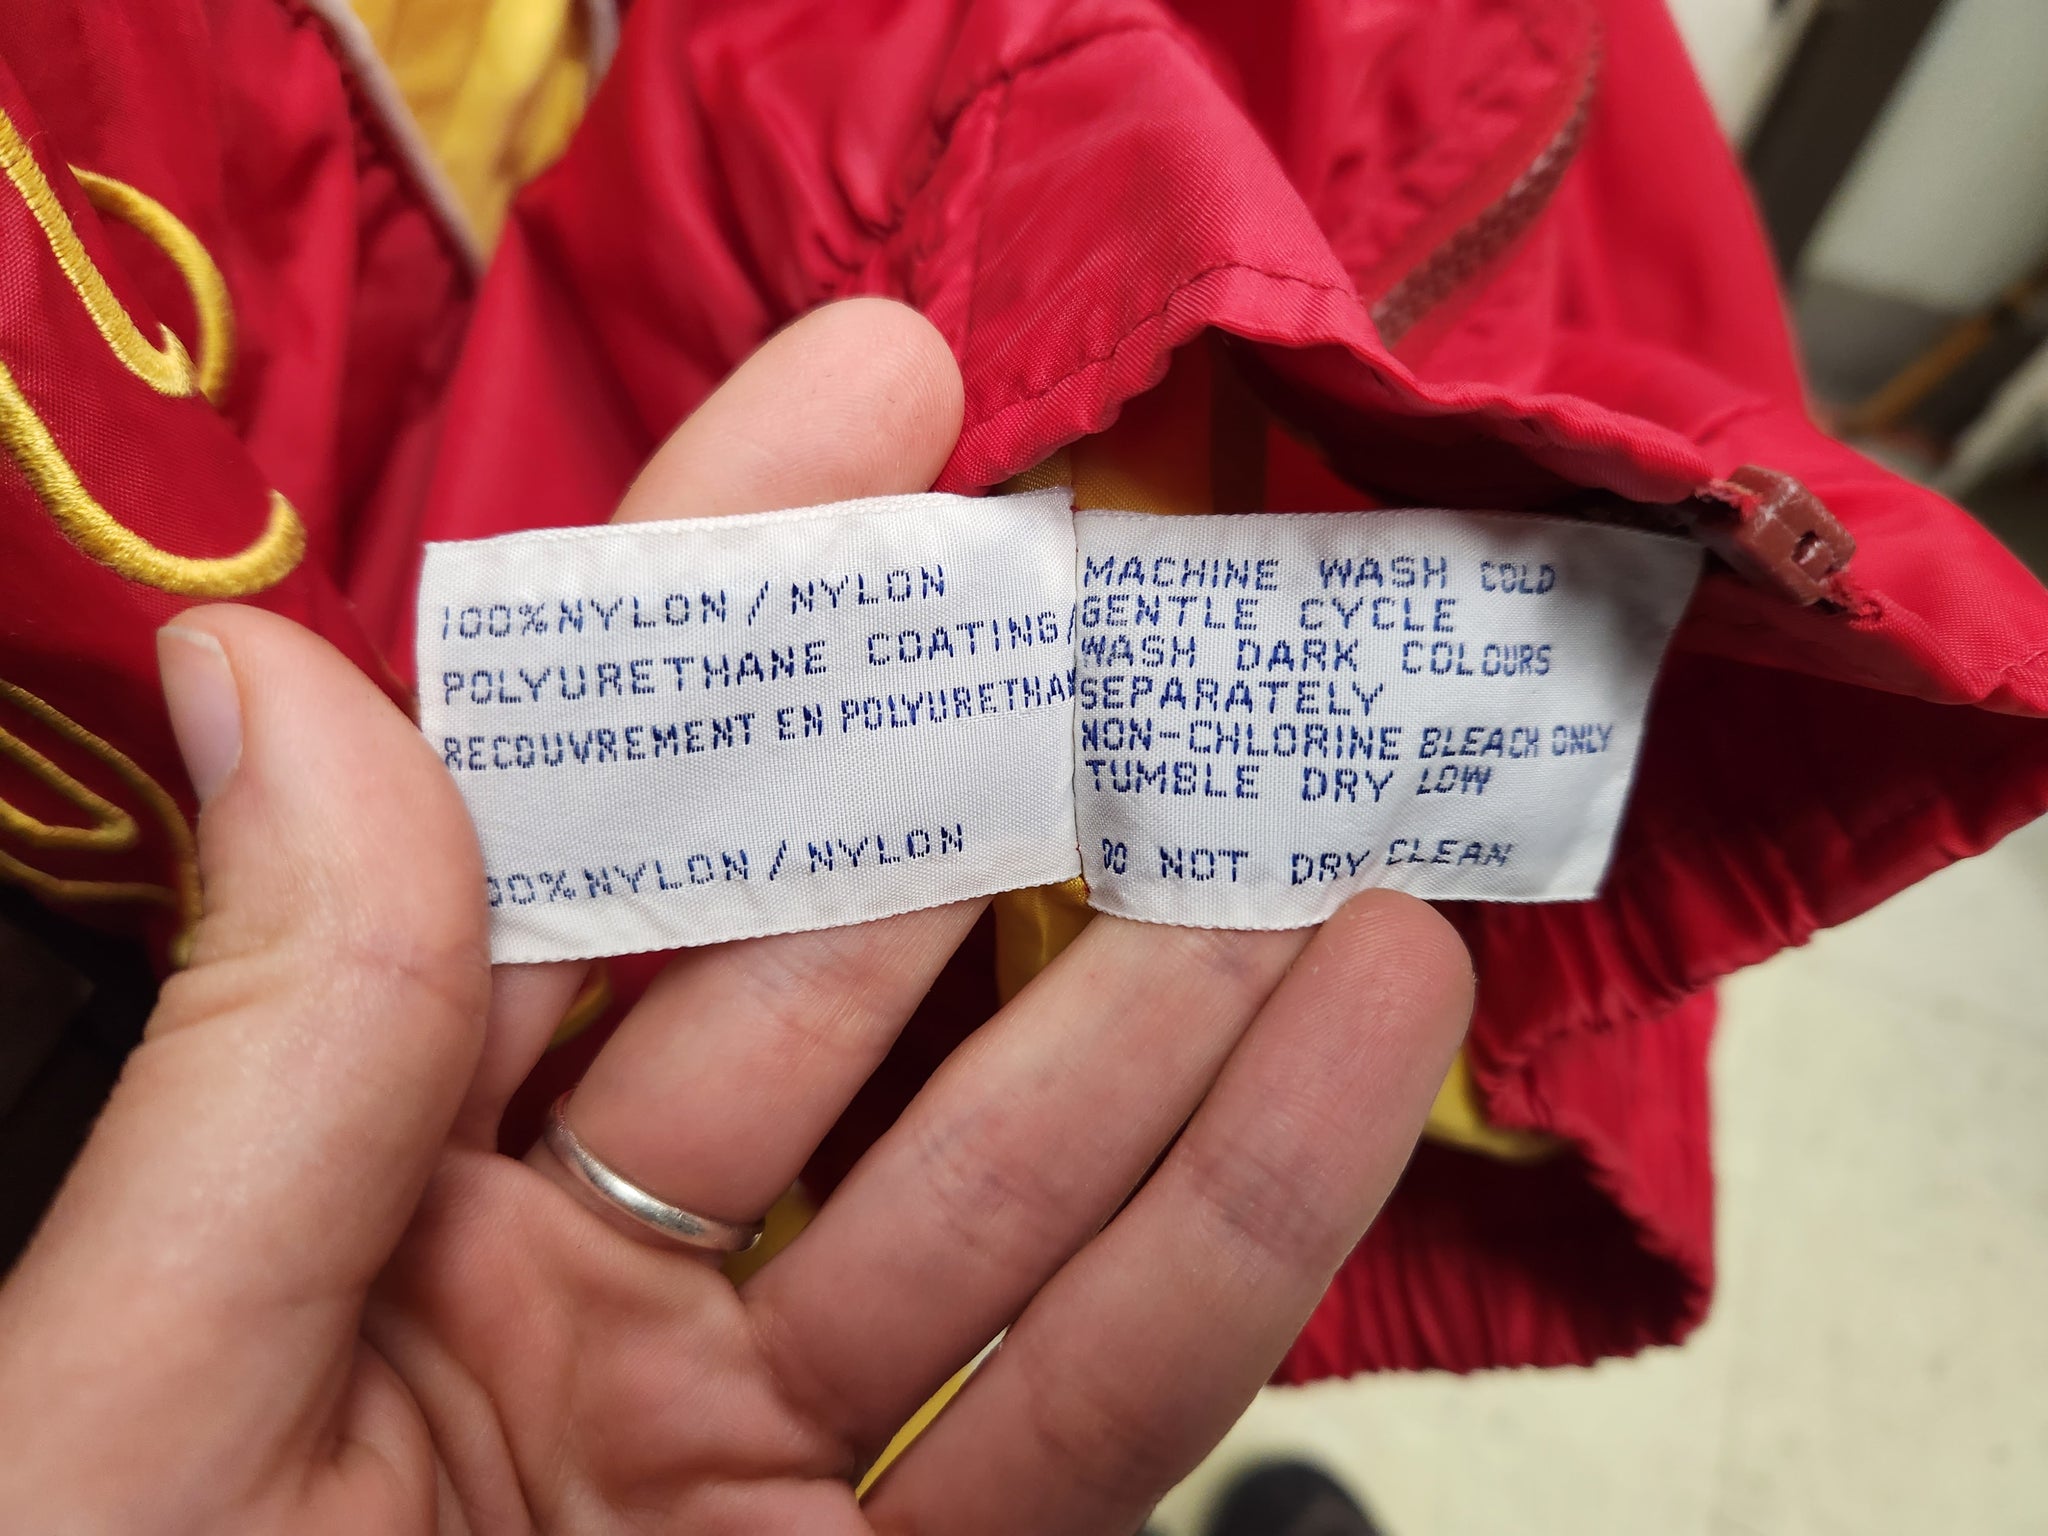 100% NYLON / NYLON
POLYURETHANE COATING/
RECOUVREMENT EN POLYURETHAN
00% NYLON / NYLON
MACHINE WASH COLD
GENTLE CYCLE
WASH DARK COLOURS
SEPARATELY
NON-CHLORINE BLEACH ONLY
TUMBLE DRY LOW
DO NOT DRY CLEAN